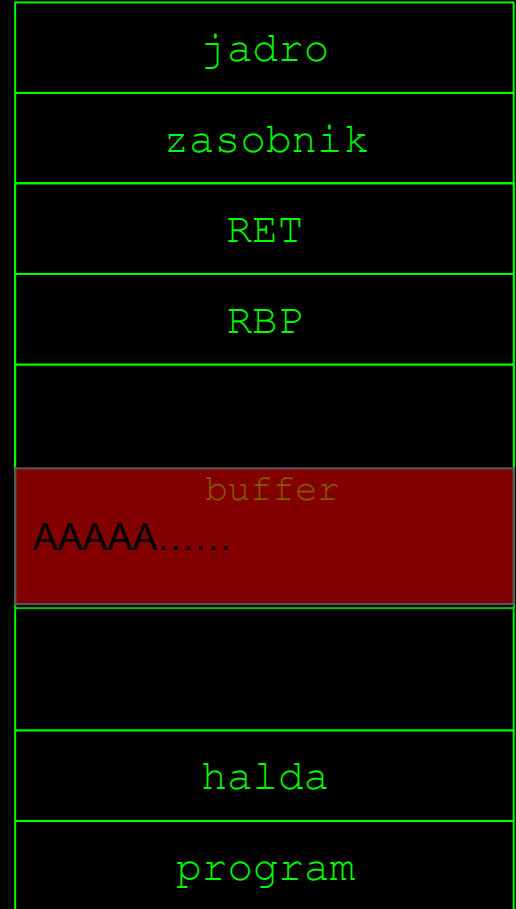 jadro
zasobnik
RET
RBP
buffer
AAAAA......
halda
program